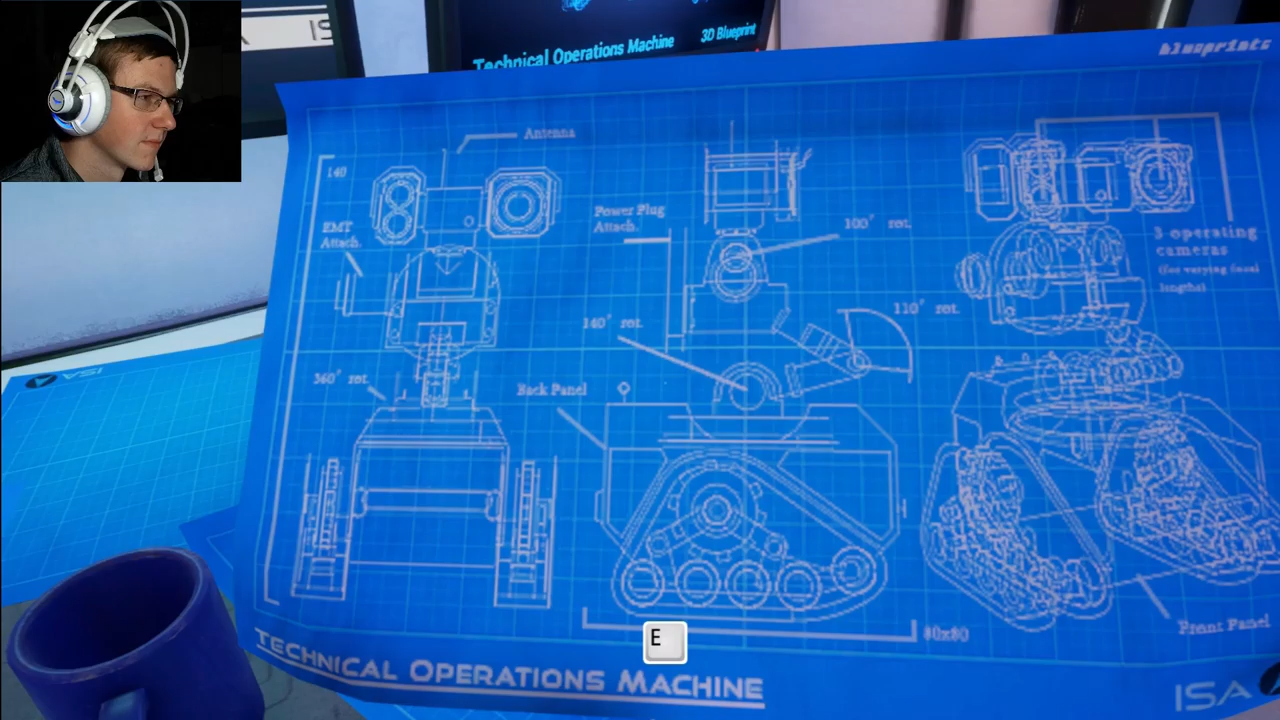 IS
Technical Operations Machine
3D Blueprint
blueprints
Antenna
140
EMT
Attach.
Power Plug
Attach.
100° rot.
3 operating
cameras
(for varying focal
lengths)
140° rot.
110° rot.
ISA
360° rot.
Back Panel
80x80
Front Panel
E
TECHNICAL OPERATIONS MACHINE
ISA